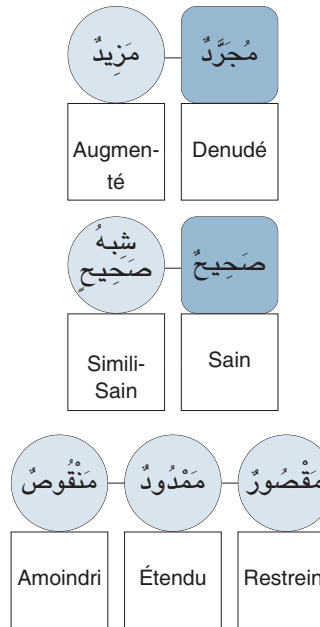 مُجَرَّدٌ مَزِيدٌ
Augmen-
té
Denudé
صَحِيحٌ
شِبهُ
صَحِيحٍ
Simili-
Sain
Sain
مَقْصُورٌ مَمْدُودٌ مَنْقُوصٌ
Amoindri Étendu Restrein